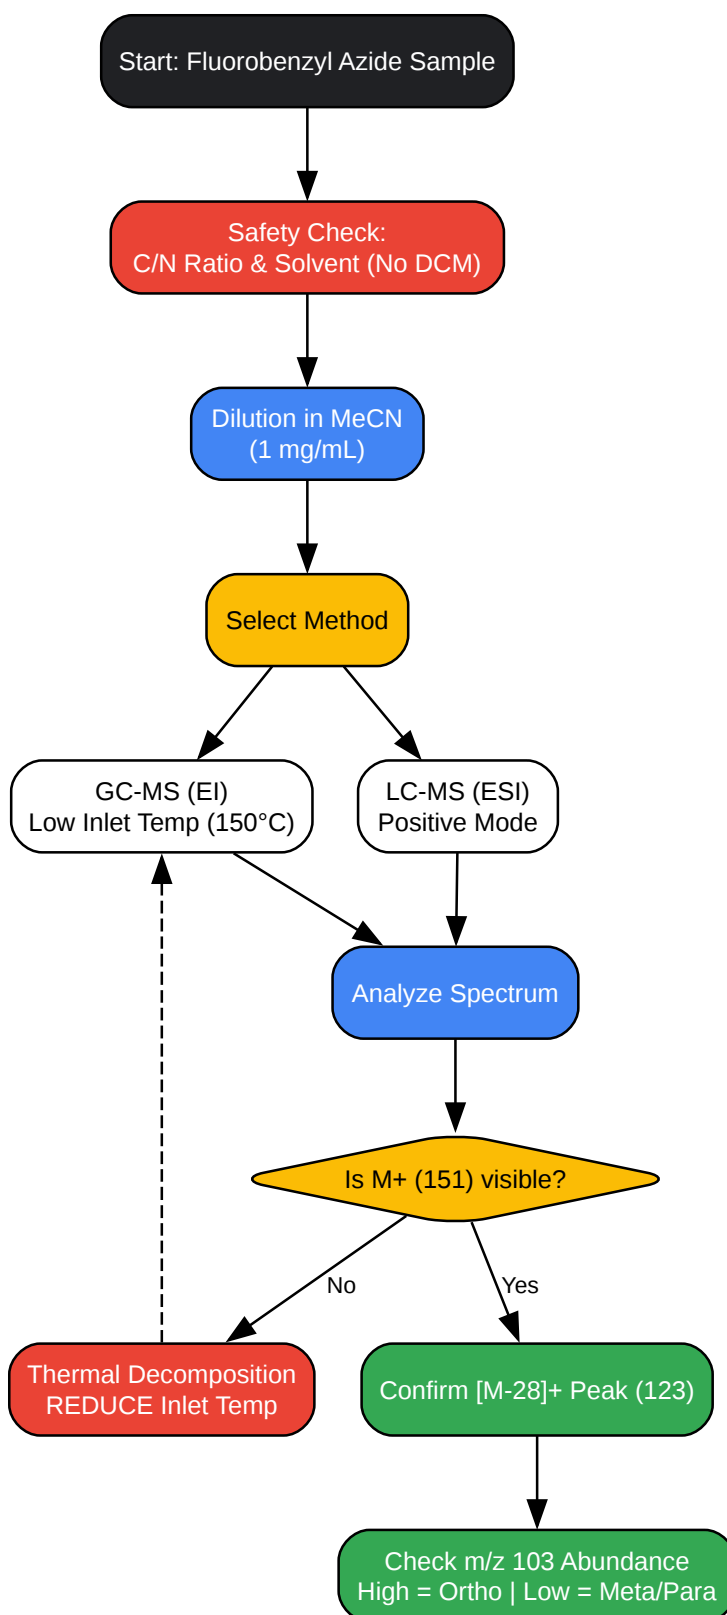 Start: Fluorobenzyl Azide Sample
Safety Check:
C/N Ratio & Solvent (No DCM)
Dilution in MeCN
(1 mg/mL)
Select Method
GC-MS (EI)
Low Inlet Temp (150°C)
LC-MS (ESI)
Positive Mode
Analyze Spectrum
Is M+ (151) visible?
No
Yes
Thermal Decomposition
REDUCE Inlet Temp
Confirm [M-28]+ Peak (123)
Check m/z 103 Abundance
High = Ortho | Low = Meta/Para